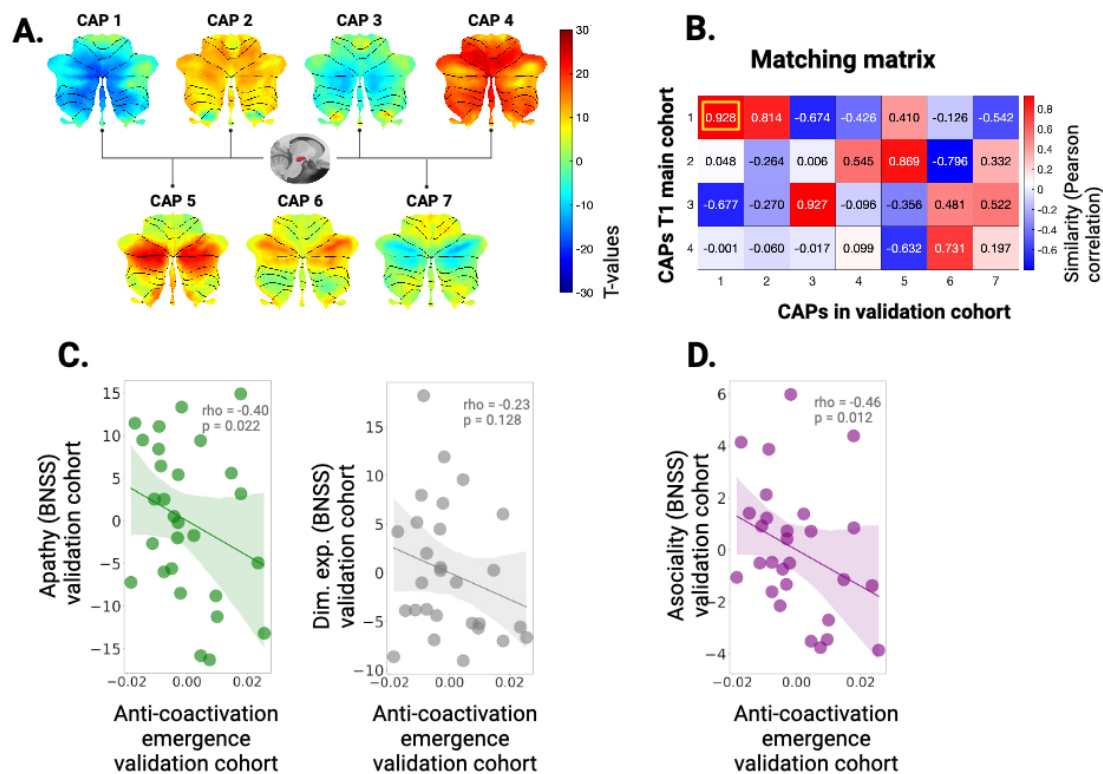 A.
CAP 1
CAP 2
CAP 3
CAP 4
CAP 5
CAP 6
CAP 7
30
20
10
0
-10
-20
-30
T-values
B.
Matching matrix
CAPs T1 main cohort
1
0.928 0.814 -0.674 -0.426 0.410 -0.126 -0.542
2
0.048 -0.264 0.006 0.545 0.869 -0.796 0.332
3
-0.677 -0.270 0.927 -0.096 -0.356 0.481 0.522
4
-0.001 -0.060 -0.017 0.099 -0.632 0.731 0.197
1 2 3 4 5 6 7
CAPs in validation cohort
0.8
0.6
0.4
0.2
0
-0.2
-0.4
-0.6
Similarity (Pearson
correlation)
C.
Apathy (BNSS)
validation cohort
15
10
5
0
−5
−10
−15
rho = -0.40
p = 0.022
−0.02 0.00 0.02
Anti-coactivation
emergence
validation cohort
Dim. exp. (BNSS)
validation cohort
15
10
5
0
−5
−10
rho = -0.23
p = 0.128
−0.02 0.00 0.02
Anti-coactivation
emergence
validation cohort
D.
Asociality (BNSS)
validation cohort
6
4
2
0
−2
−4
rho = -0.46
p = 0.012
−0.02 0.00 0.02
Anti-coactivation
emergence
validation cohort